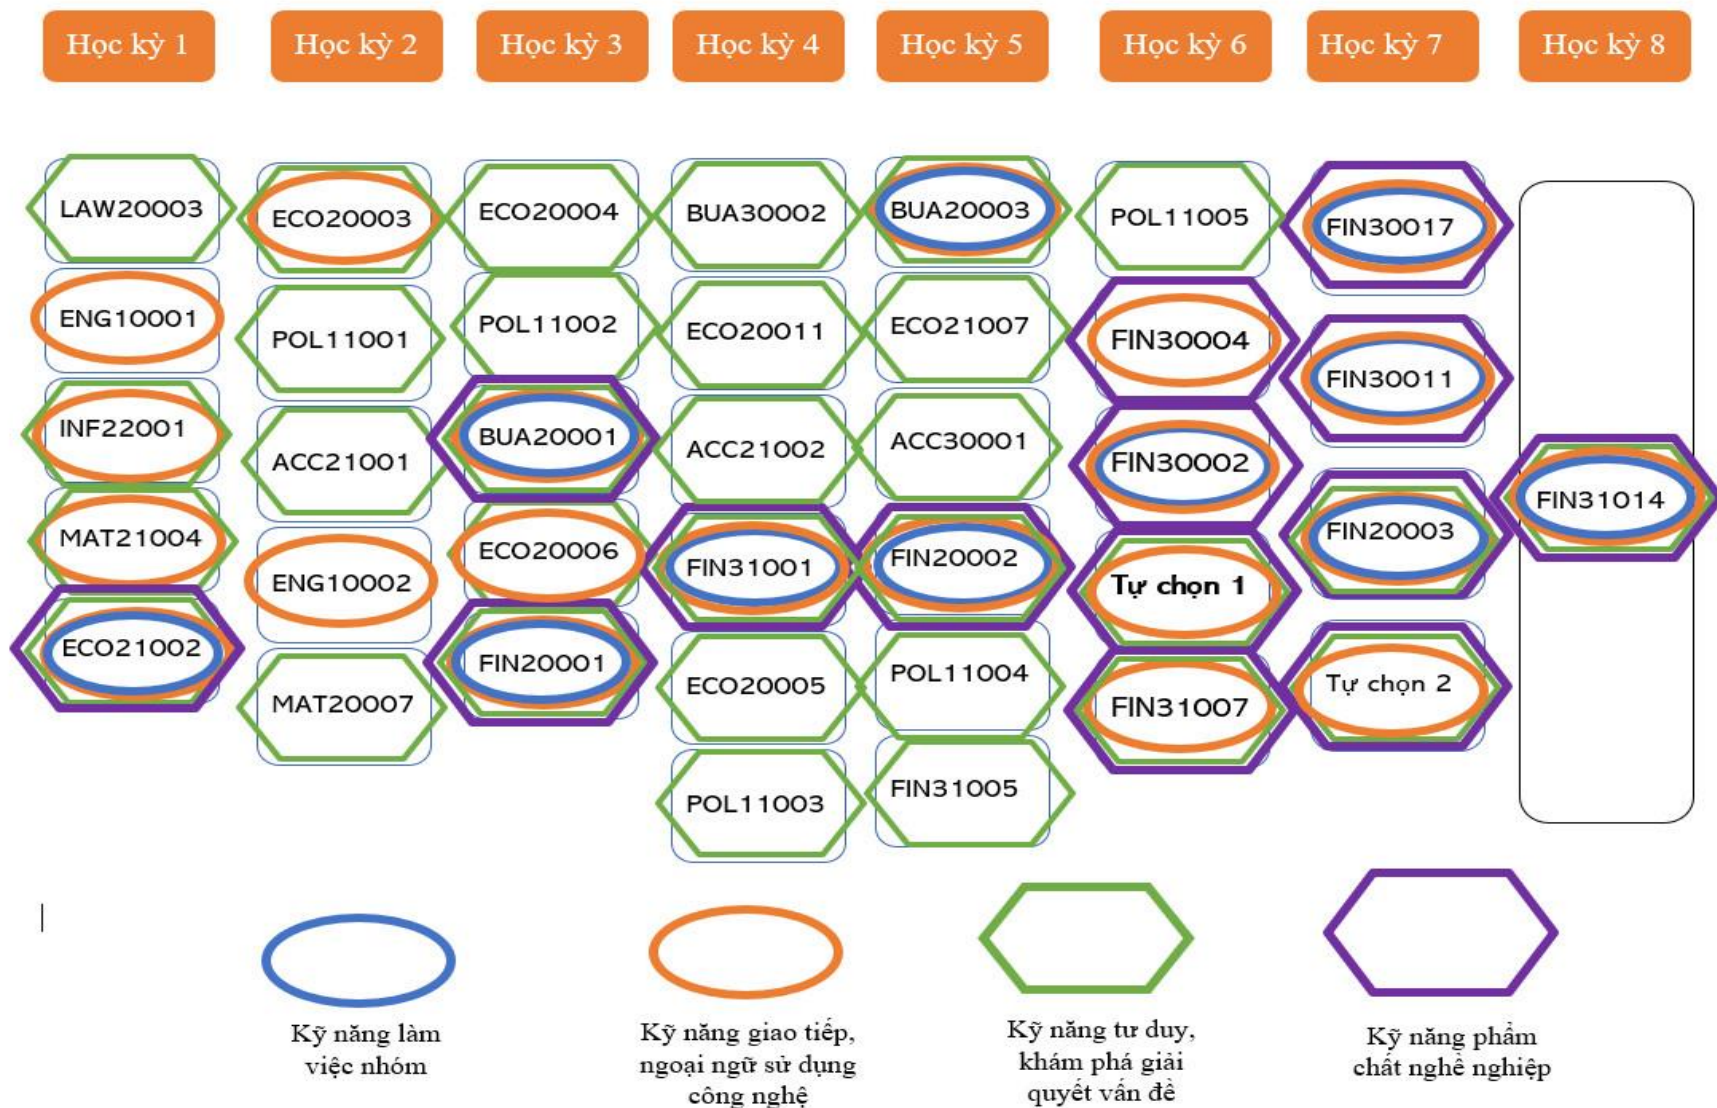 Học kỳ 1
Học kỳ 2
Học kỳ 3
Học kỳ 4
Học kỳ 5
Học kỳ 6
Học kỳ 7
Học kỳ 8
LAW20003
ENG10001
INF22001
MAT21004
ECO21002
ECO20003
POL11001
ACC21001
ENG10002
MAT20007
ECO20004
POL11002
BUA20001
ECO20006
FIN20001
BUA30002
ECO20011
ACC21002
FIN31001
ECO20005
POL11003
BUA20003
ECO21007
ACC30001
FIN20002
POL11004
FIN31005
POL11005
FIN30004
FIN30002
Tự chọn 1
FIN31007
FIN30017
FIN30011
FIN20003
Tự chọn 2
FIN31014
Kỹ năng làm
việc nhóm
Kỹ năng giao tiếp,
ngoại ngữ sử dụng
công nghệ
Kỹ năng tư duy,
khám phá giải
quyết vấn đề
Kỹ năng phẩm
chất nghề nghiệp